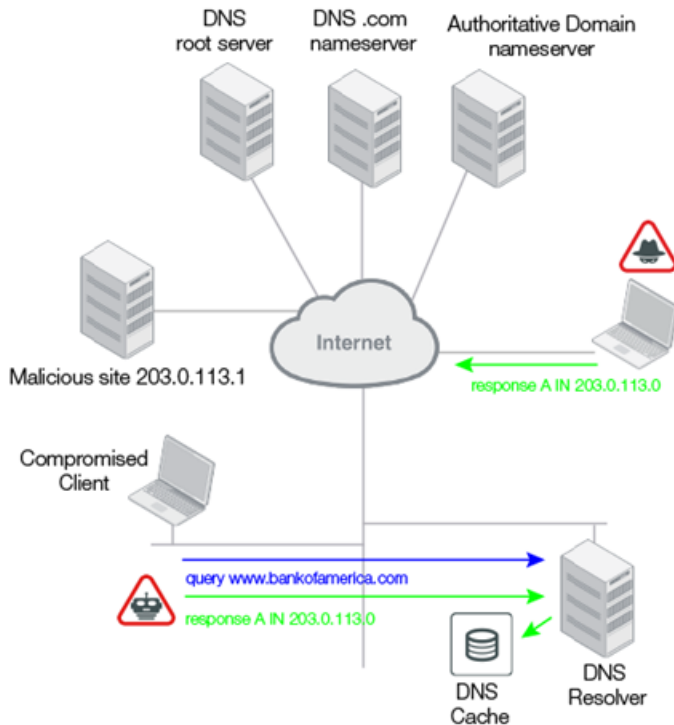 DNS
root server
DNS .com
nameserver
Authoritative Domain
nameserver
Internet
Malicious site 203.0.113.1
response A IN 203.0.113.0
Compromised
Client
query www.bankofamerica.com
response A IN 203.0.113.0
DNS
Cache
DNS
Resolver